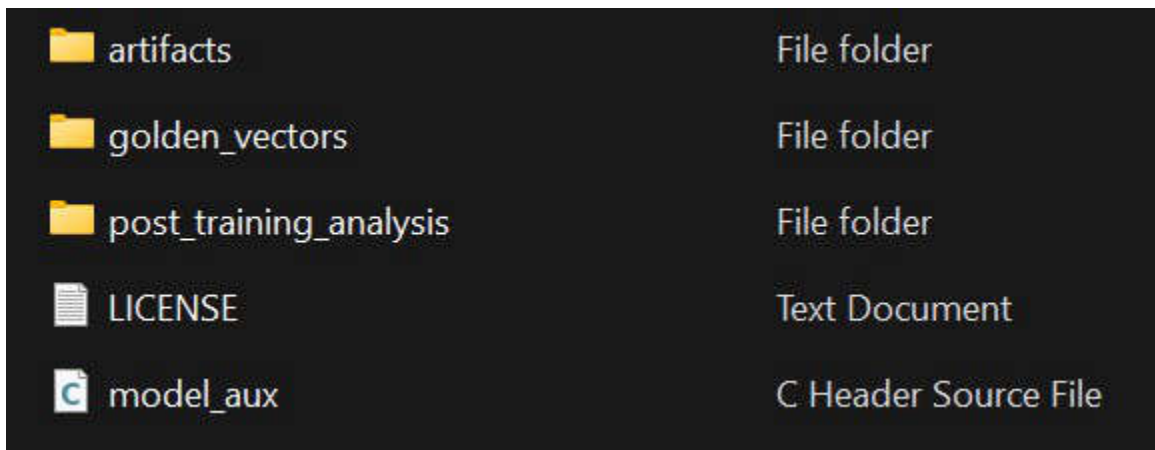 artifacts File folder
golden_vectors File folder
post_training_analysis File folder
LICENSE Text Document
C model_aux C Header Source File